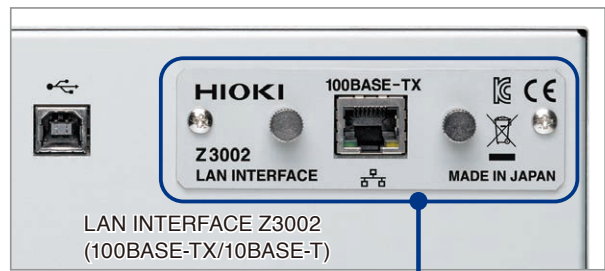 HIOKI
100BASE-TX
Z3002
LAN INTERFACE
MADE IN JAPAN
LAN INTERFACE Z3002
(100BASE-TX/10BASE-T)